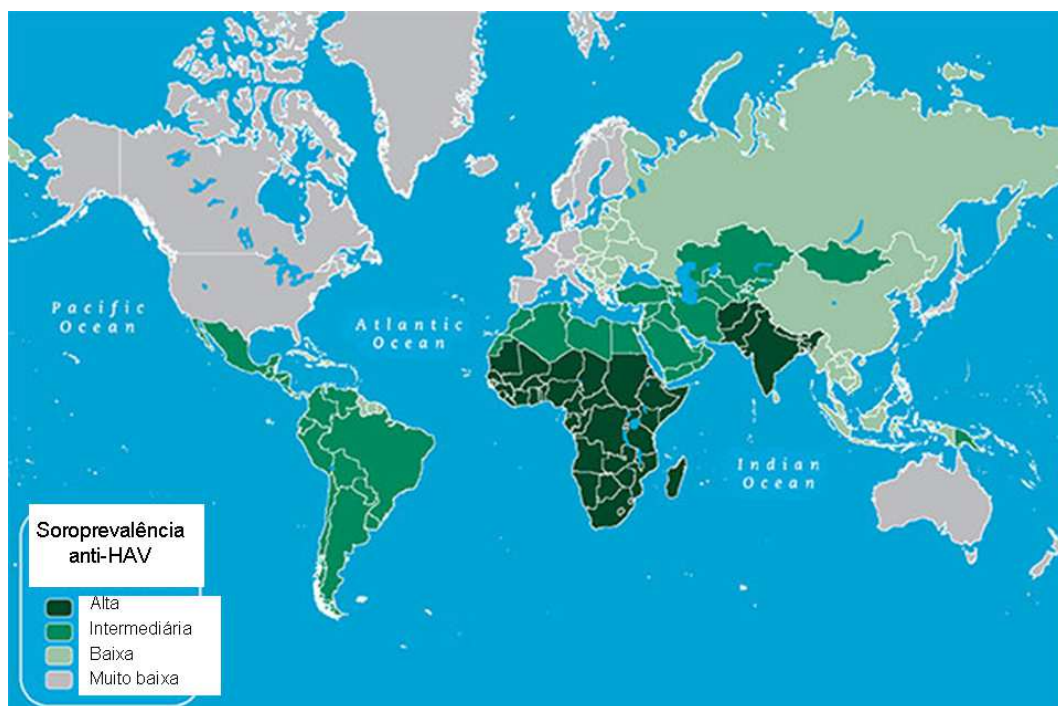 Pacific
Ocean
Atlantic
Ocean
Indian
Ocean
Soroprevalência
anti-HAV
Alta
Intermediária
Baixa
Muito baixa